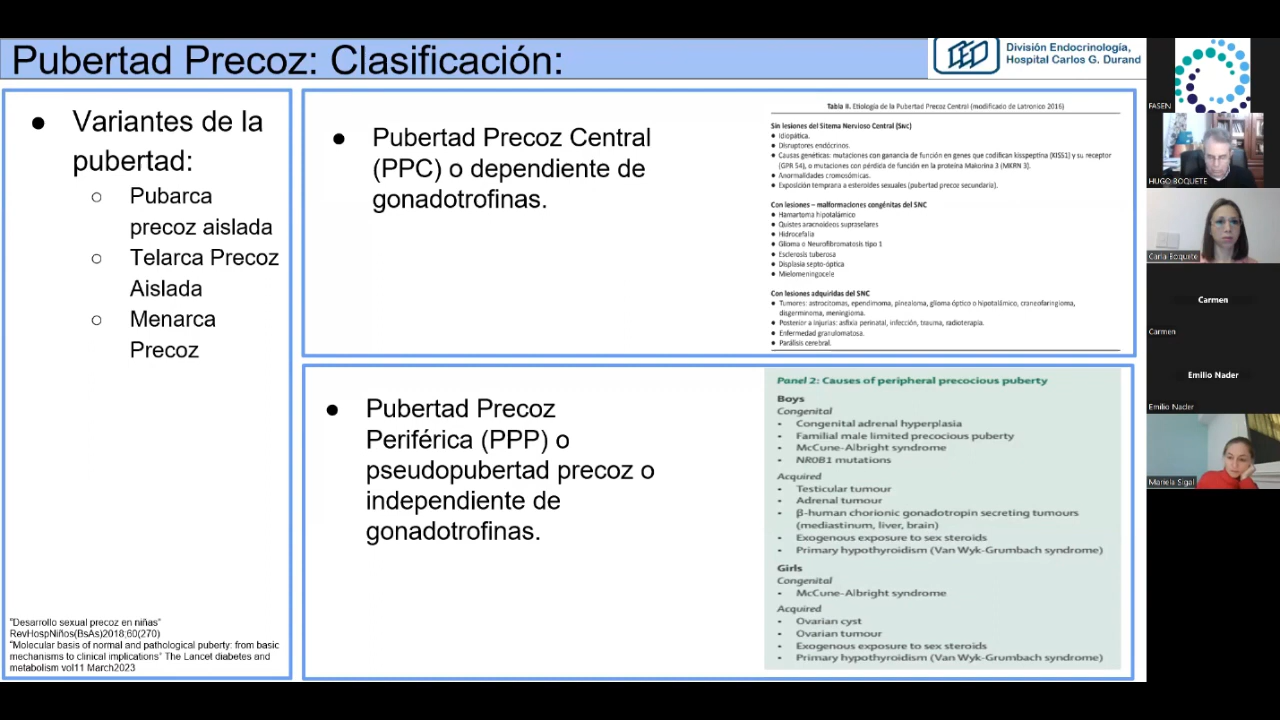 Pubertad Precoz: Clasificación:
División Endocrinología,
Hospital Carlos G. Durand
● Variantes de la
pubertad:
○ Pubarca
precoz aislada
○ Telarca Precoz
Aislada
○ Menarca
Precoz
"Desarrollo sexual precoz en niñas"
RevHospNiños(BsAs)2018;60(270)
"Molecular basis of normal and pathological puberty: from basic
mechanisms to clinical implications" The Lancet diabetes and
metabolism vol11 March2023
● Pubertad Precoz Central
(PPC) o dependiente de
gonadotrofinas.
Tabla II. Etiología de la Pubertad Precoz Central (modificado de Latronico 2016)
Sin lesiones del Sitema Nervioso Central (SNC)
● Idiopática.
● Disruptores endócrinos.
● Causas genéticas: mutaciones con ganancia de función en genes que codifican kisspeptina (KISS1) y su receptor
(GPR 54), o mutaciones con pérdida de función en la proteína Makorina 3 (MKRN 3).
● Anormalidades cromosómicas.
● Exposición temprana a esteroides sexuales (pubertad precoz secundaria).
Con lesiones – malformaciones congénitas del SNC
● Hamartoma hipotalámico
● Quistes aracnoideos supraselares
● Hidrocefalia
● Glioma o Neurofibromatosis tipo 1
● Esclerosis tuberosa
● Displasia septo-óptica
● Mielomeningocele
Con lesiones adquiridas del SNC
● Tumores: astrocitomas, ependimoma, pinealoma, glioma óptico o hipotalámico, craneofaringioma,
disgerminoma, meningioma.
● Posterior a injurias: asfixia perinatal, infección, trauma, radioterapia.
● Enfermedad granulomatosa.
● Parálisis cerebral.
● Pubertad Precoz
Periférica (PPP) o
pseudopubertad precoz o
independiente de
gonadotrofinas.
Panel 2: Causes of peripheral precocious puberty
Boys
Congenital
• Congenital adrenal hyperplasia
• Familial male limited precocious puberty
• McCune-Albright syndrome
• NR0B1 mutations
Acquired
• Testicular tumour
• Adrenal tumour
• β-human chorionic gonadotropin secreting tumours
(mediastinum, liver, brain)
• Exogenous exposure to sex steroids
• Primary hypothyroidism (Van Wyk-Grumbach syndrome)
Girls
Congenital
• McCune-Albright syndrome
Acquired
• Ovarian cyst
• Ovarian tumour
• Exogenous exposure to sex steroids
• Primary hypothyroidism (Van Wyk-Grumbach syndrome)
FASEN
HUGO BOQUETE
Carla Boquete
Carmen
Carmen
Emilio Nader
Emilio Nader
Mariela Sigal